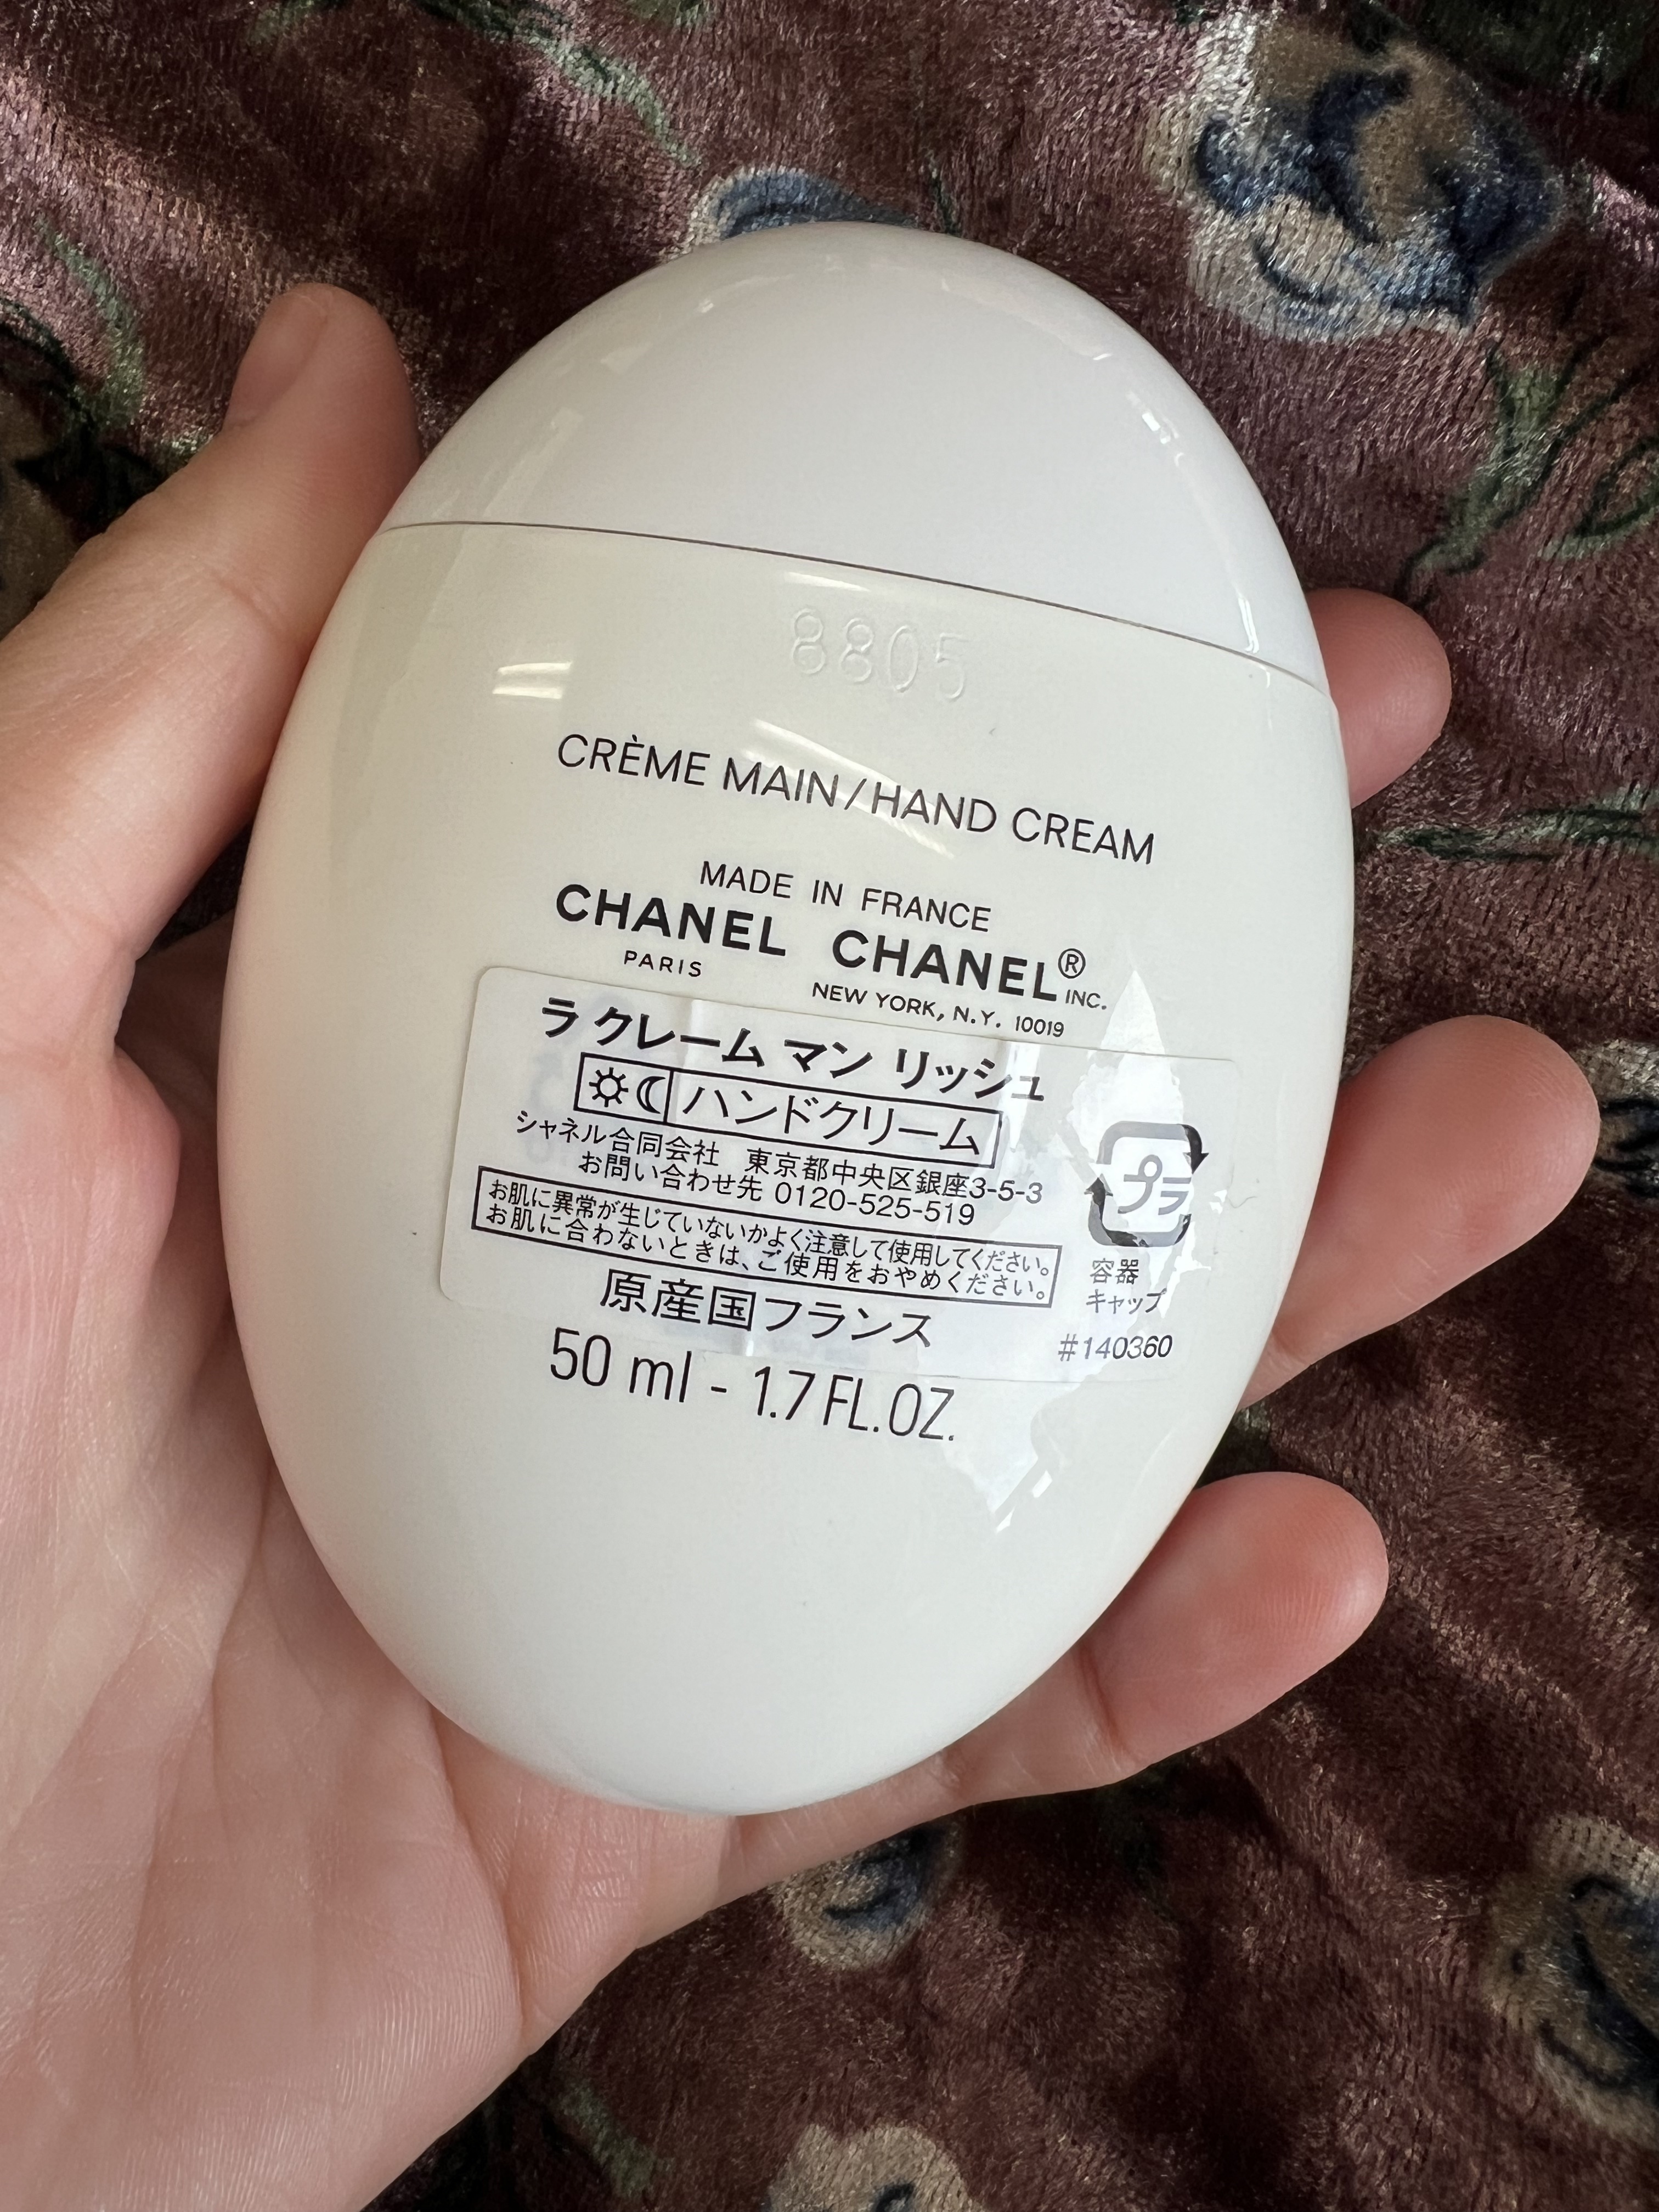 8805
CRÈME MAIN/HAND CREAM
MADE IN FRANCE
CHANEL CHANEL®INC.
PARIS NEW YORK, N.Y. 10019
ラ クレーム マン リッシュ
ハンドクリーム
シャネル合同会社 東京都中央区銀座3-5-3
お問い合わせ先 0120-525-519
お肌に異常が生じていないかよく注意して使用してください。
お肌に合わないときは、ご使用をおやめください。
原産国フランス
プラ
容器
キャップ
#140360
50 ml - 1.7 FL.OZ.